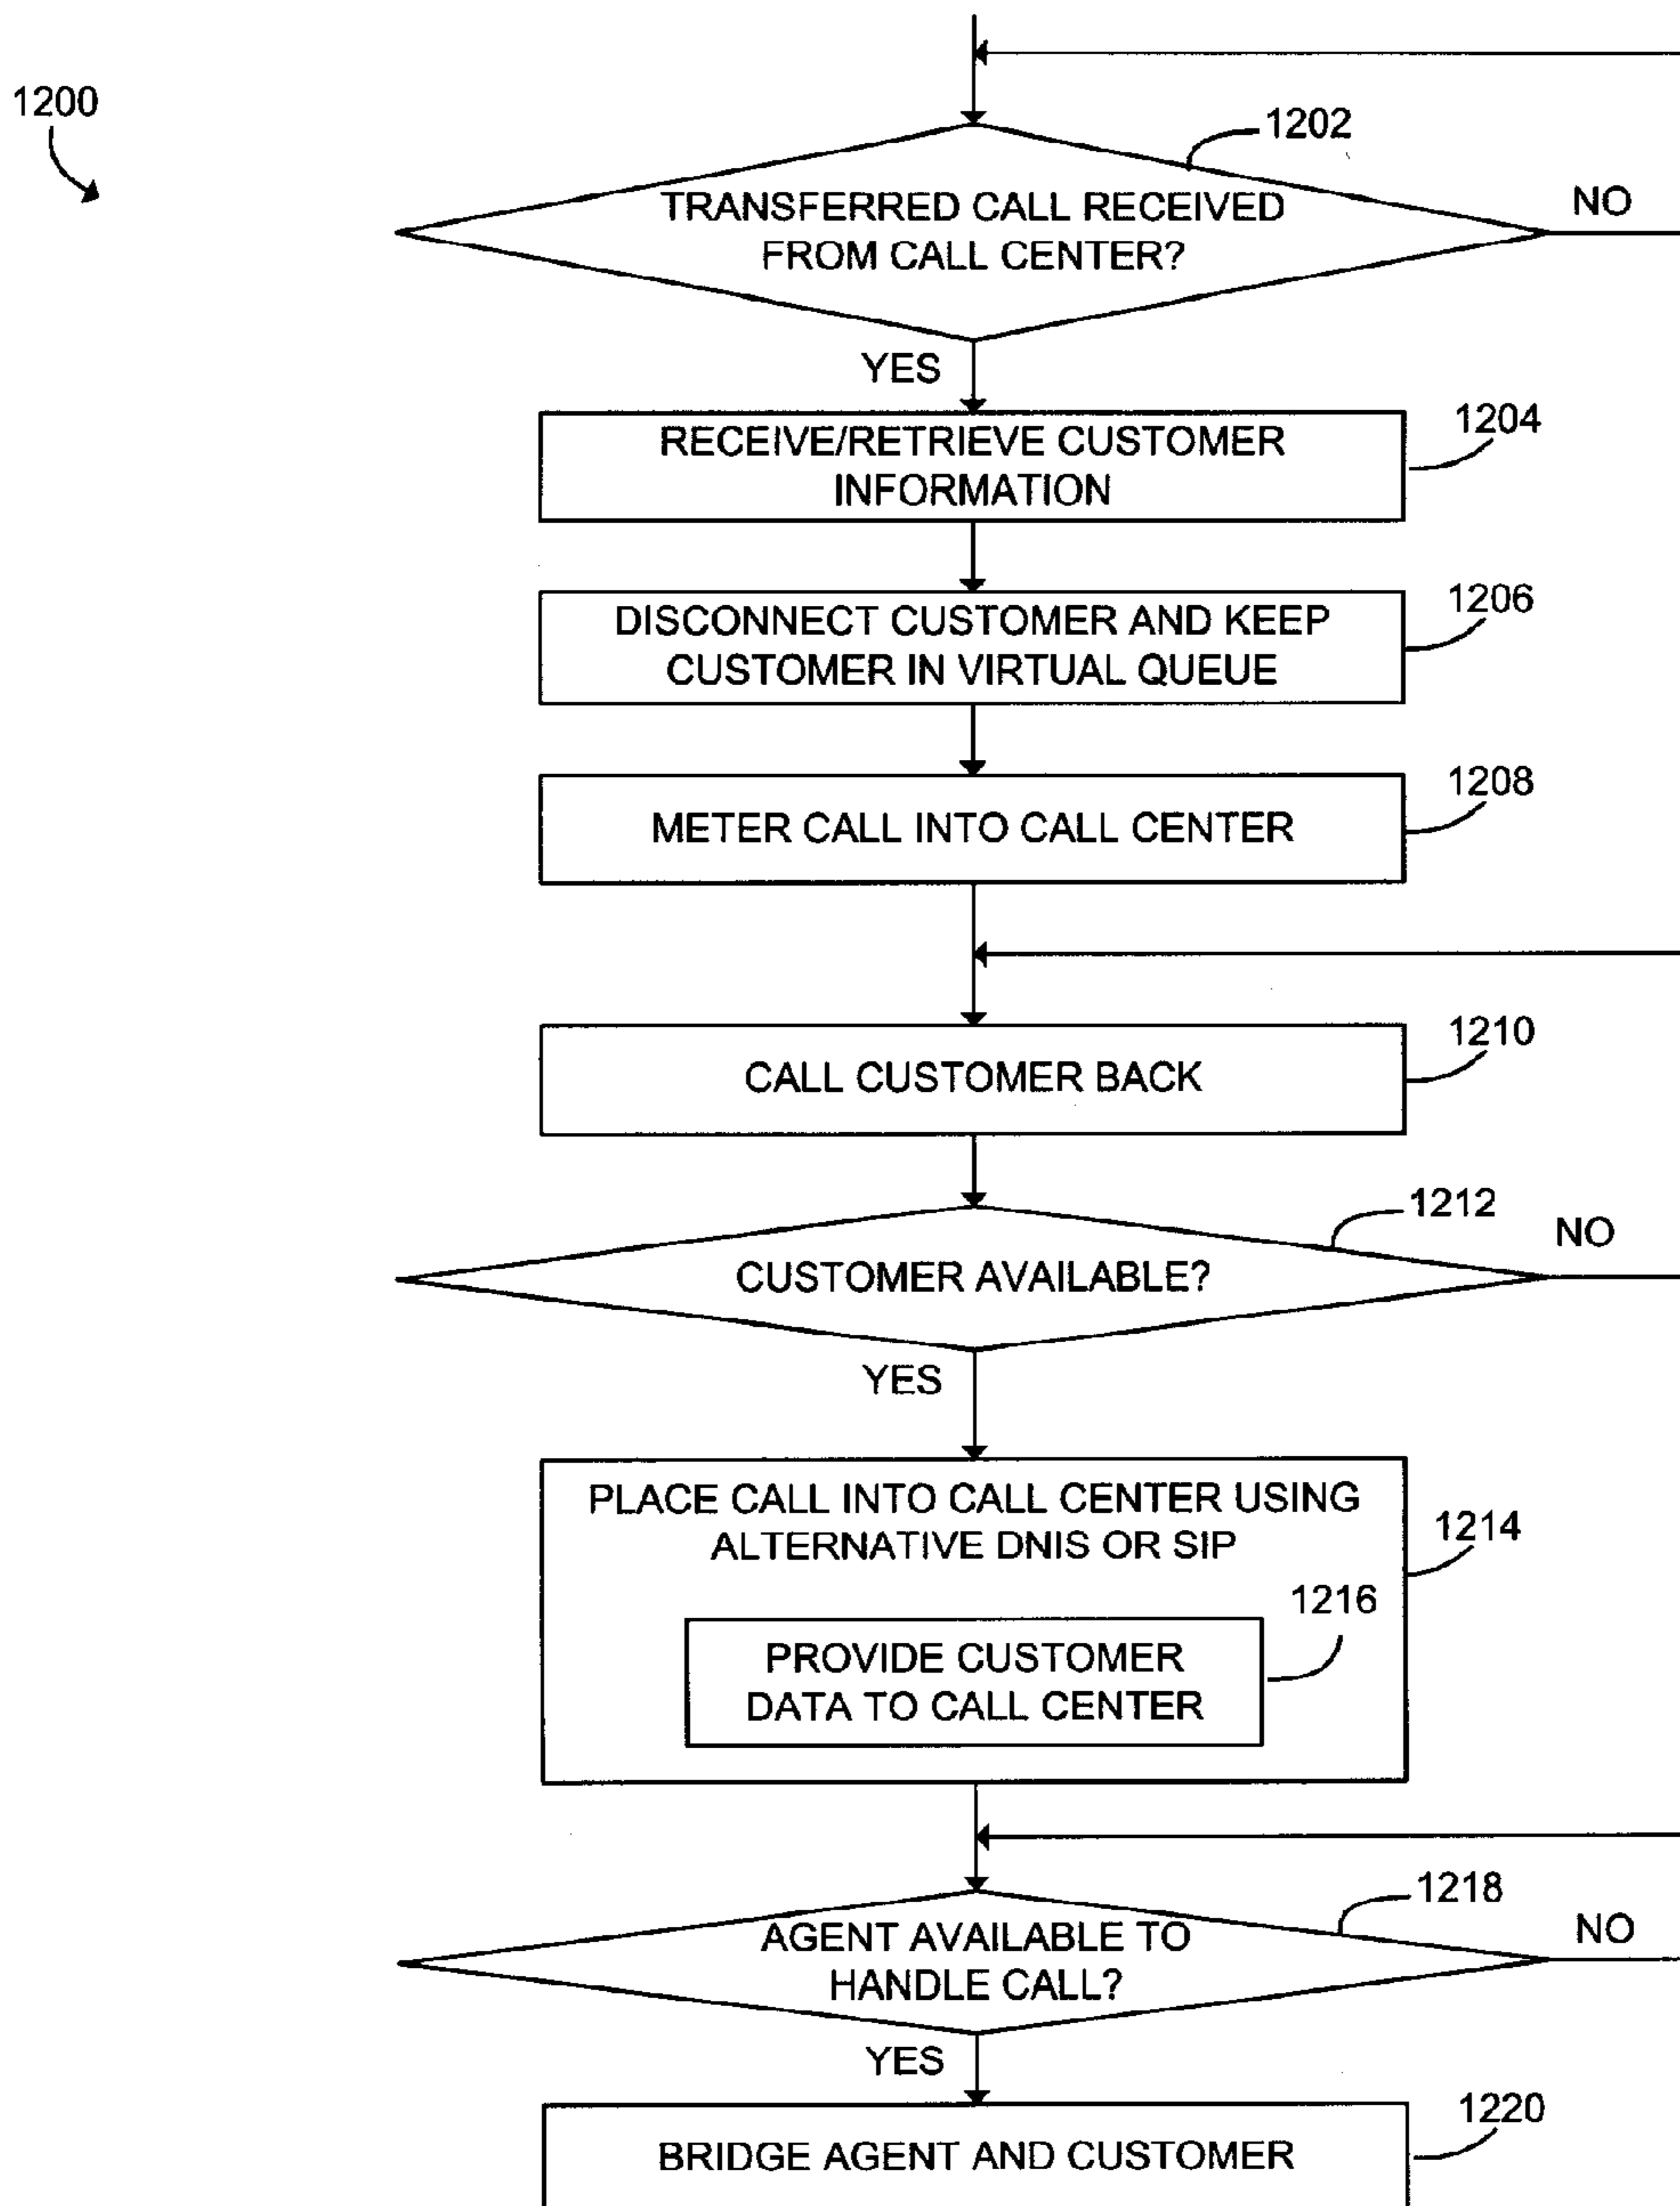 1200
1202
TRANSFERRED CALL RECEIVED
FROM CALL CENTER?
NO
YES
1204
RECEIVE/RETRIEVE CUSTOMER
INFORMATION
1206
DISCONNECT CUSTOMER AND KEEP
CUSTOMER IN VIRTUAL QUEUE
1208
METER CALL INTO CALL CENTER
1210
CALL CUSTOMER BACK
1212
NO
CUSTOMER AVAILABLE?
YES
PLACE CALL INTO CALL CENTER USING
ALTERNATIVE DNIS OR SIP
1214
1216
PROVIDE CUSTOMER
DATA TO CALL CENTER
1218
AGENT AVAILABLE TO
HANDLE CALL?
NO
YES
1220
BRIDGE AGENT AND CUSTOMER